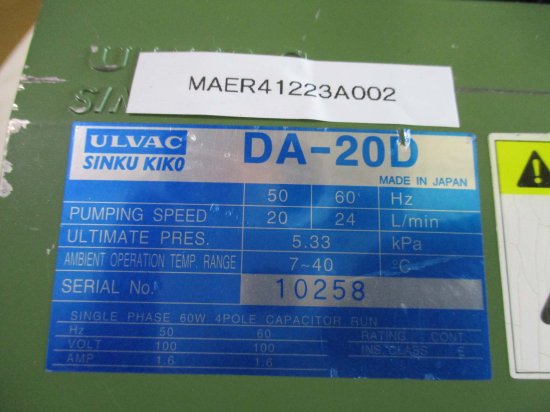 MAER41223A002
ULVAC
SINKU KIKO
DA-20D
MADE IN JAPAN
50 60 Hz
PUMPING SPEED 20 24 L/min
ULTIMATE PRES. 5.33 kPa
AMBIENT OPERATION TEMP. RANGE 7~40 °C
SERIAL No. 10258
SINGLE PHASE 60W 4POLE CAPACITOR RUN
Hz 50 60 RATING CONT.
VOLT 100 100 INS.CLASS E
AMP 1.6 1.6